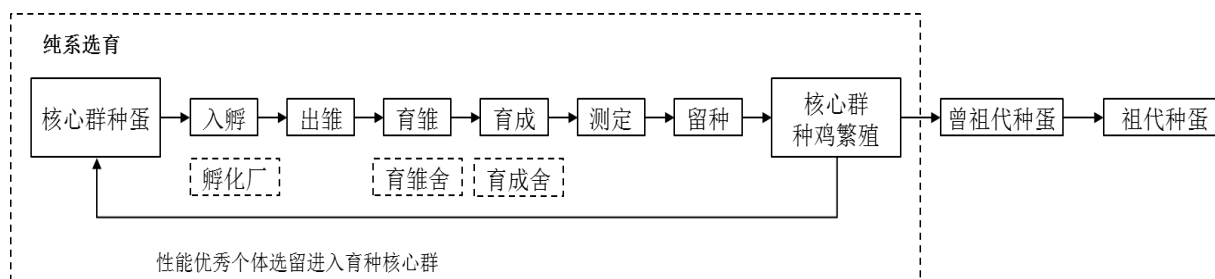 纯系选育
核心群种蛋
入孵
出雏
育雏
育成
测定
留种
核心群
种鸡繁殖
曾祖代种蛋
祖代种蛋
孵化厂
育雏舍
育成舍
性能优秀个体选留进入育种核心群